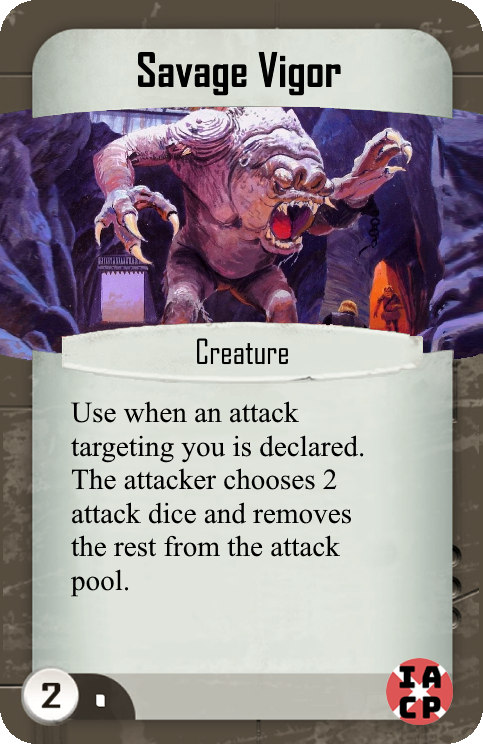 Savage Vigor
Creature
Use when an attack
targeting you is declared.
The attacker chooses 2
attack dice and removes
the rest from the attack
pool.
2
IA
CP